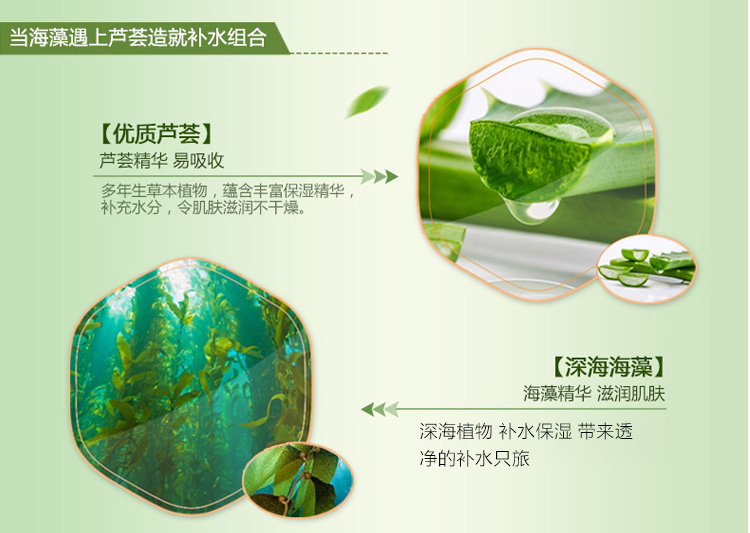 当海藻遇上芦荟造就补水组合
【优质芦荟】
芦荟精华 易吸收
多年生草本植物，蕴含丰富保湿精华，
补充水分，令肌肤滋润不干燥。
【深海海藻】
海藻精华 滋润肌肤
深海植物 补水保湿 带来透
净的补水只旅